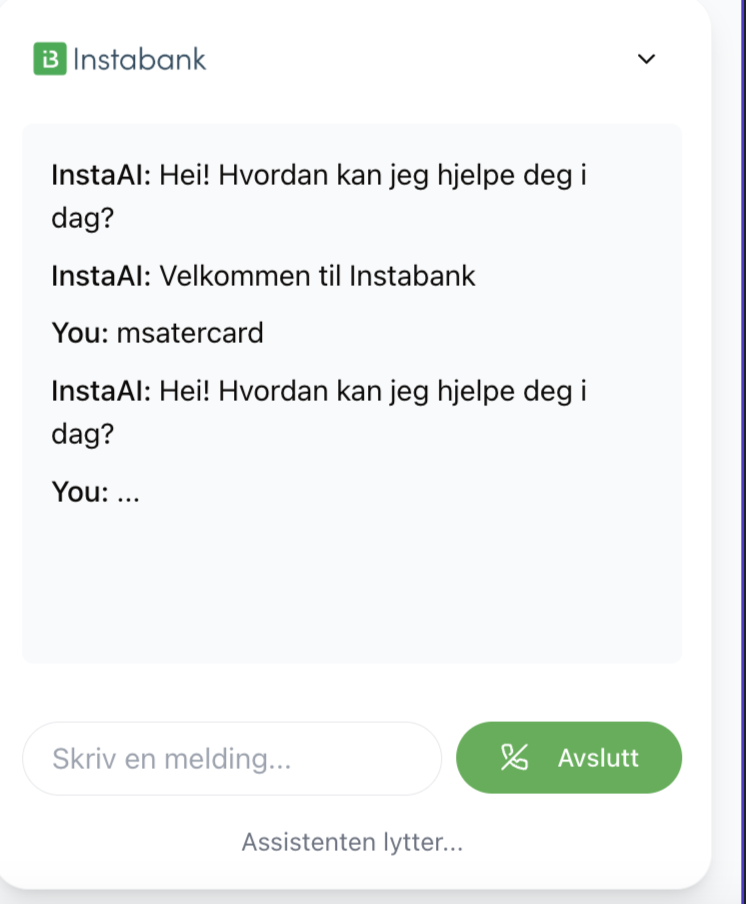 iB Instabank
InstaAI: Hei! Hvordan kan jeg hjelpe deg i
dag?
InstaAI: Velkommen til Instabank
You: msatercard
InstaAI: Hei! Hvordan kan jeg hjelpe deg i
dag?
You: ...
Skriv en melding...
Avslutt
Assistenten lytter...